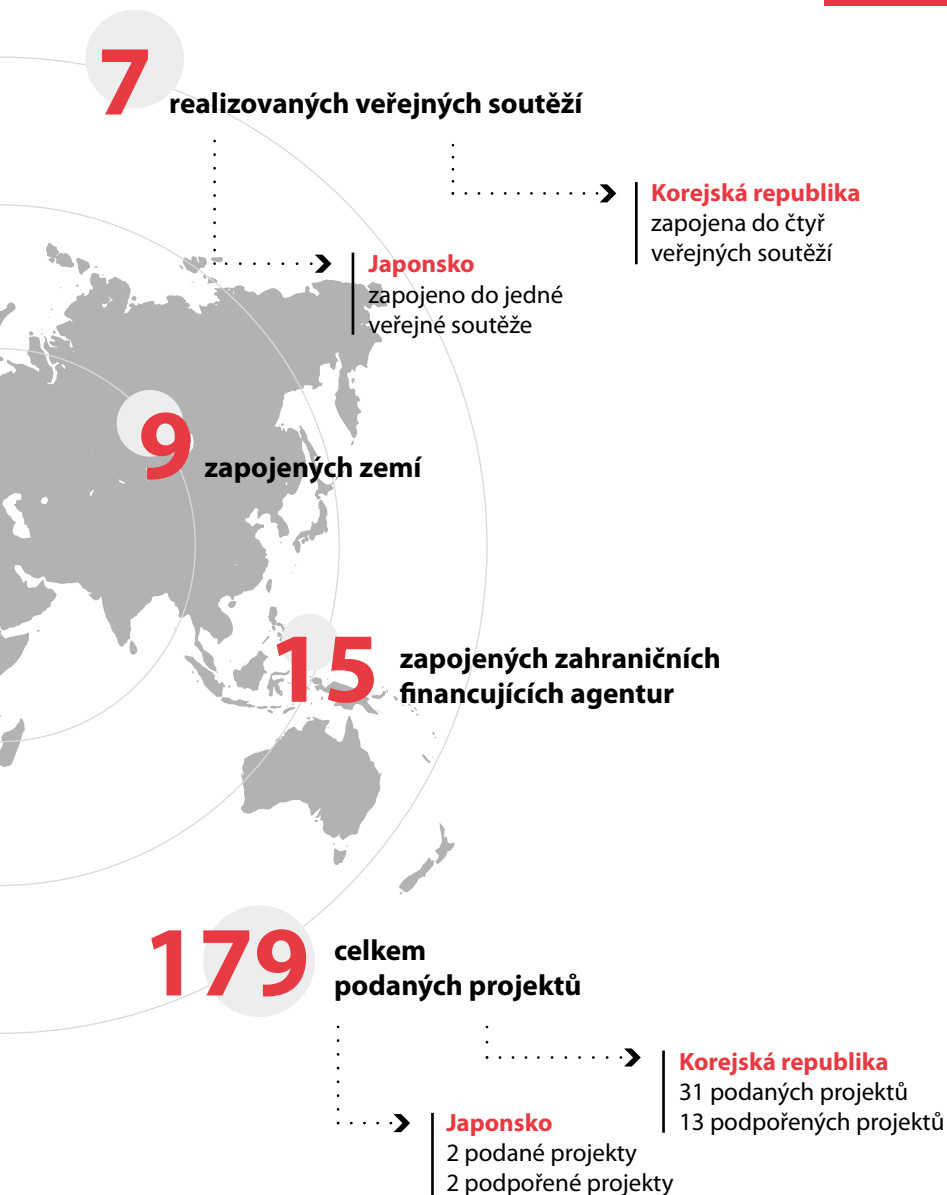 7
realizovaných veřejných soutěží
Korejská republika
zapojena do čtyř
veřejných soutěží
Japonsko
zapojeno do jedné
veřejné soutěže
9
zapojených zemí
15
zapojených zahraničních
financujících agentur
179
celkem
podaných projektů
Korejská republika
31 podaných projektů
13 podpořených projektů
Japonsko
2 podané projekty
2 podpořené projekty